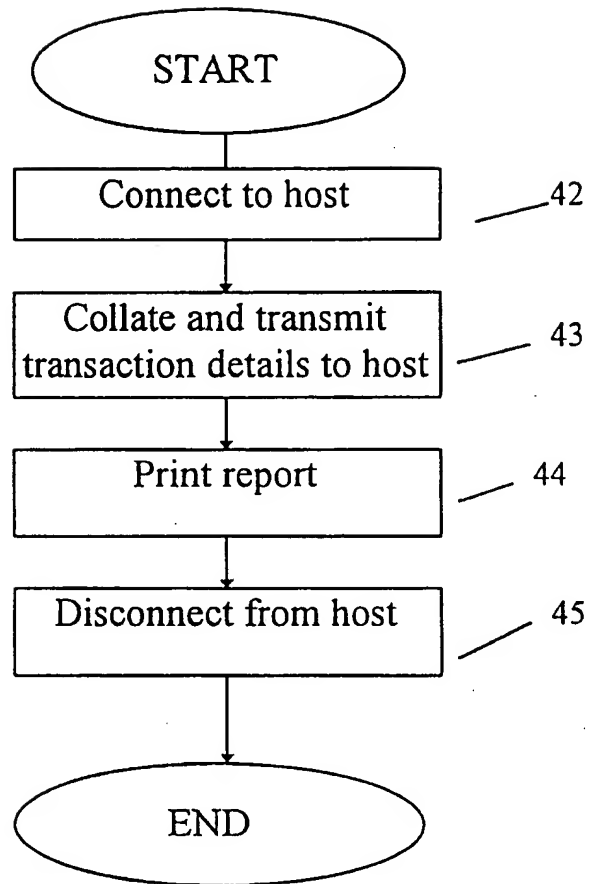 START
Connect to host
42
Collate and transmit
transaction details to host
43
Print report
44
Disconnect from host
45
END